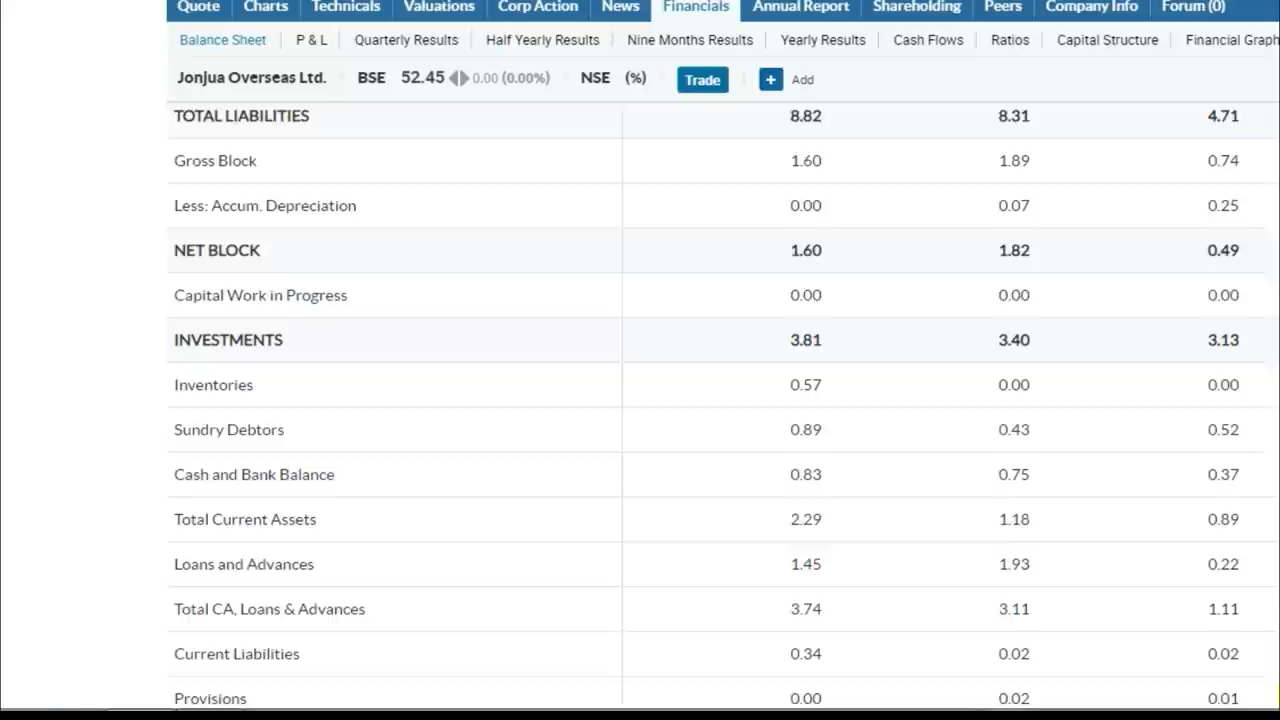 Quote Charts Technicals Valuations Corp Action News Financials Annual Report Shareholding Peers Company Info Forum (0)
Balance Sheet P & L Quarterly Results Half Yearly Results Nine Months Results Yearly Results Cash Flows Ratios Capital Structure Financial Graph
Jonjua Overseas Ltd. BSE 52.45 0.00 (0.00%) NSE (%) Trade + Add
TOTAL LIABILITIES 8.82 8.31 4.71
Gross Block 1.60 1.89 0.74
Less: Accum. Depreciation 0.00 0.07 0.25
NET BLOCK 1.60 1.82 0.49
Capital Work in Progress 0.00 0.00 0.00
INVESTMENTS 3.81 3.40 3.13
Inventories 0.57 0.00 0.00
Sundry Debtors 0.89 0.43 0.52
Cash and Bank Balance 0.83 0.75 0.37
Total Current Assets 2.29 1.18 0.89
Loans and Advances 1.45 1.93 0.22
Total CA, Loans & Advances 3.74 3.11 1.11
Current Liabilities 0.34 0.02 0.02
Provisions 0.00 0.02 0.01